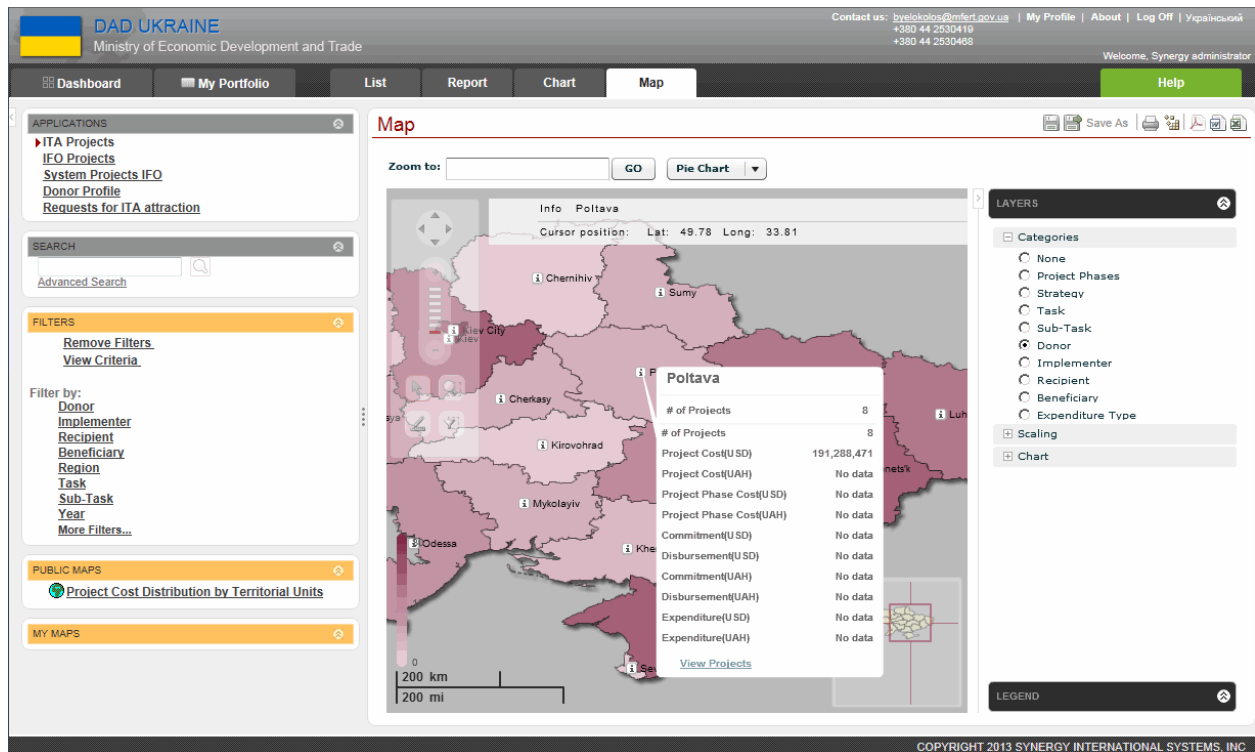 DAD UKRAINE
Ministry of Economic Development and Trade
Contact us: byelokolos@mfert.gov.ua | My Profile | About | Log Off | Український
+380 44 2530419
+380 44 2530468
Welcome, Synergy administrator
Dashboard My Portfolio List Report Chart Map Help
APPLICATIONS
ITA Projects
IFO Projects
System Projects IFO
Donor Profile
Requests for ITA attraction
SEARCH
Advanced Search
FILTERS
Remove Filters
View Criteria
Filter by:
Donor
Implementer
Recipient
Beneficiary
Region
Task
Sub-Task
Year
More Filters...
PUBLIC MAPS
Project Cost Distribution by Territorial Units
MY MAPS
Map
Save As
Zoom to: GO Pie Chart
Info Poltava
Cursor position: Lat: 49.78 Long: 33.81
Chernihiv
Sumy
Kiev City
Kiev
Cherkasy
Kirovohrad
Mykolayiv
Odessa
Khe
Luh
nets'k
Se
Poltava
# of Projects 8
# of Projects 8
Project Cost(USD) 191,288,471
Project Cost(UAH) No data
Project Phase Cost(USD) No data
Project Phase Cost(UAH) No data
Commitment(USD) No data
Disbursement(USD) No data
Commitment(UAH) No data
Disbursement(UAH) No data
Expenditure(USD) No data
Expenditure(UAH) No data
View Projects
0
200 km
200 mi
LAYERS
Categories
None
Project Phases
Strategy
Task
Sub-Task
Donor
Implementer
Recipient
Beneficiary
Expenditure Type
Scaling
Chart
LEGEND
COPYRIGHT 2013 SYNERGY INTERNATIONAL SYSTEMS, INC